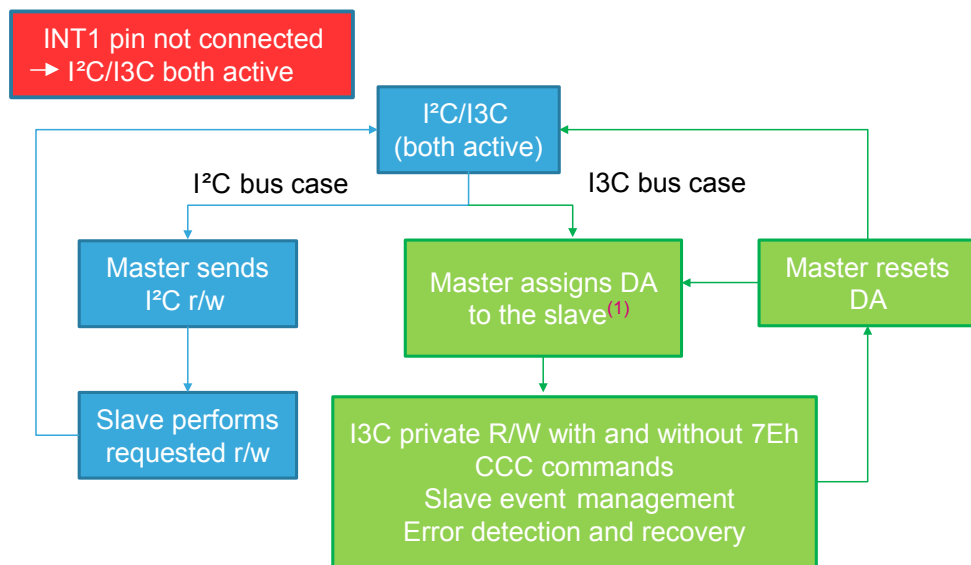 INT1 pin not connected
→ I²C/I3C both active
I²C/I3C
(both active)
I²C bus case
I3C bus case
Master sends
I²C r/w
Master assigns DA
to the slave(1)
Master resets
DA
Slave performs
requested r/w
I3C private R/W with and without 7Eh
CCC commands
Slave event management
Error detection and recovery